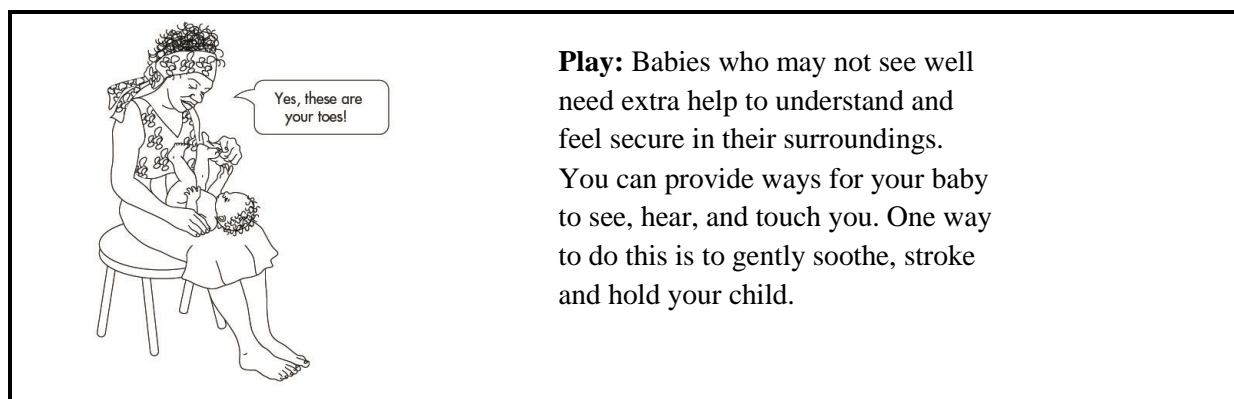 Yes, these are
your toes!
Play: Babies who may not see well
need extra help to understand and
feel secure in their surroundings.
You can provide ways for your baby
to see, hear, and touch you. One way
to do this is to gently soothe, stroke
and hold your child.